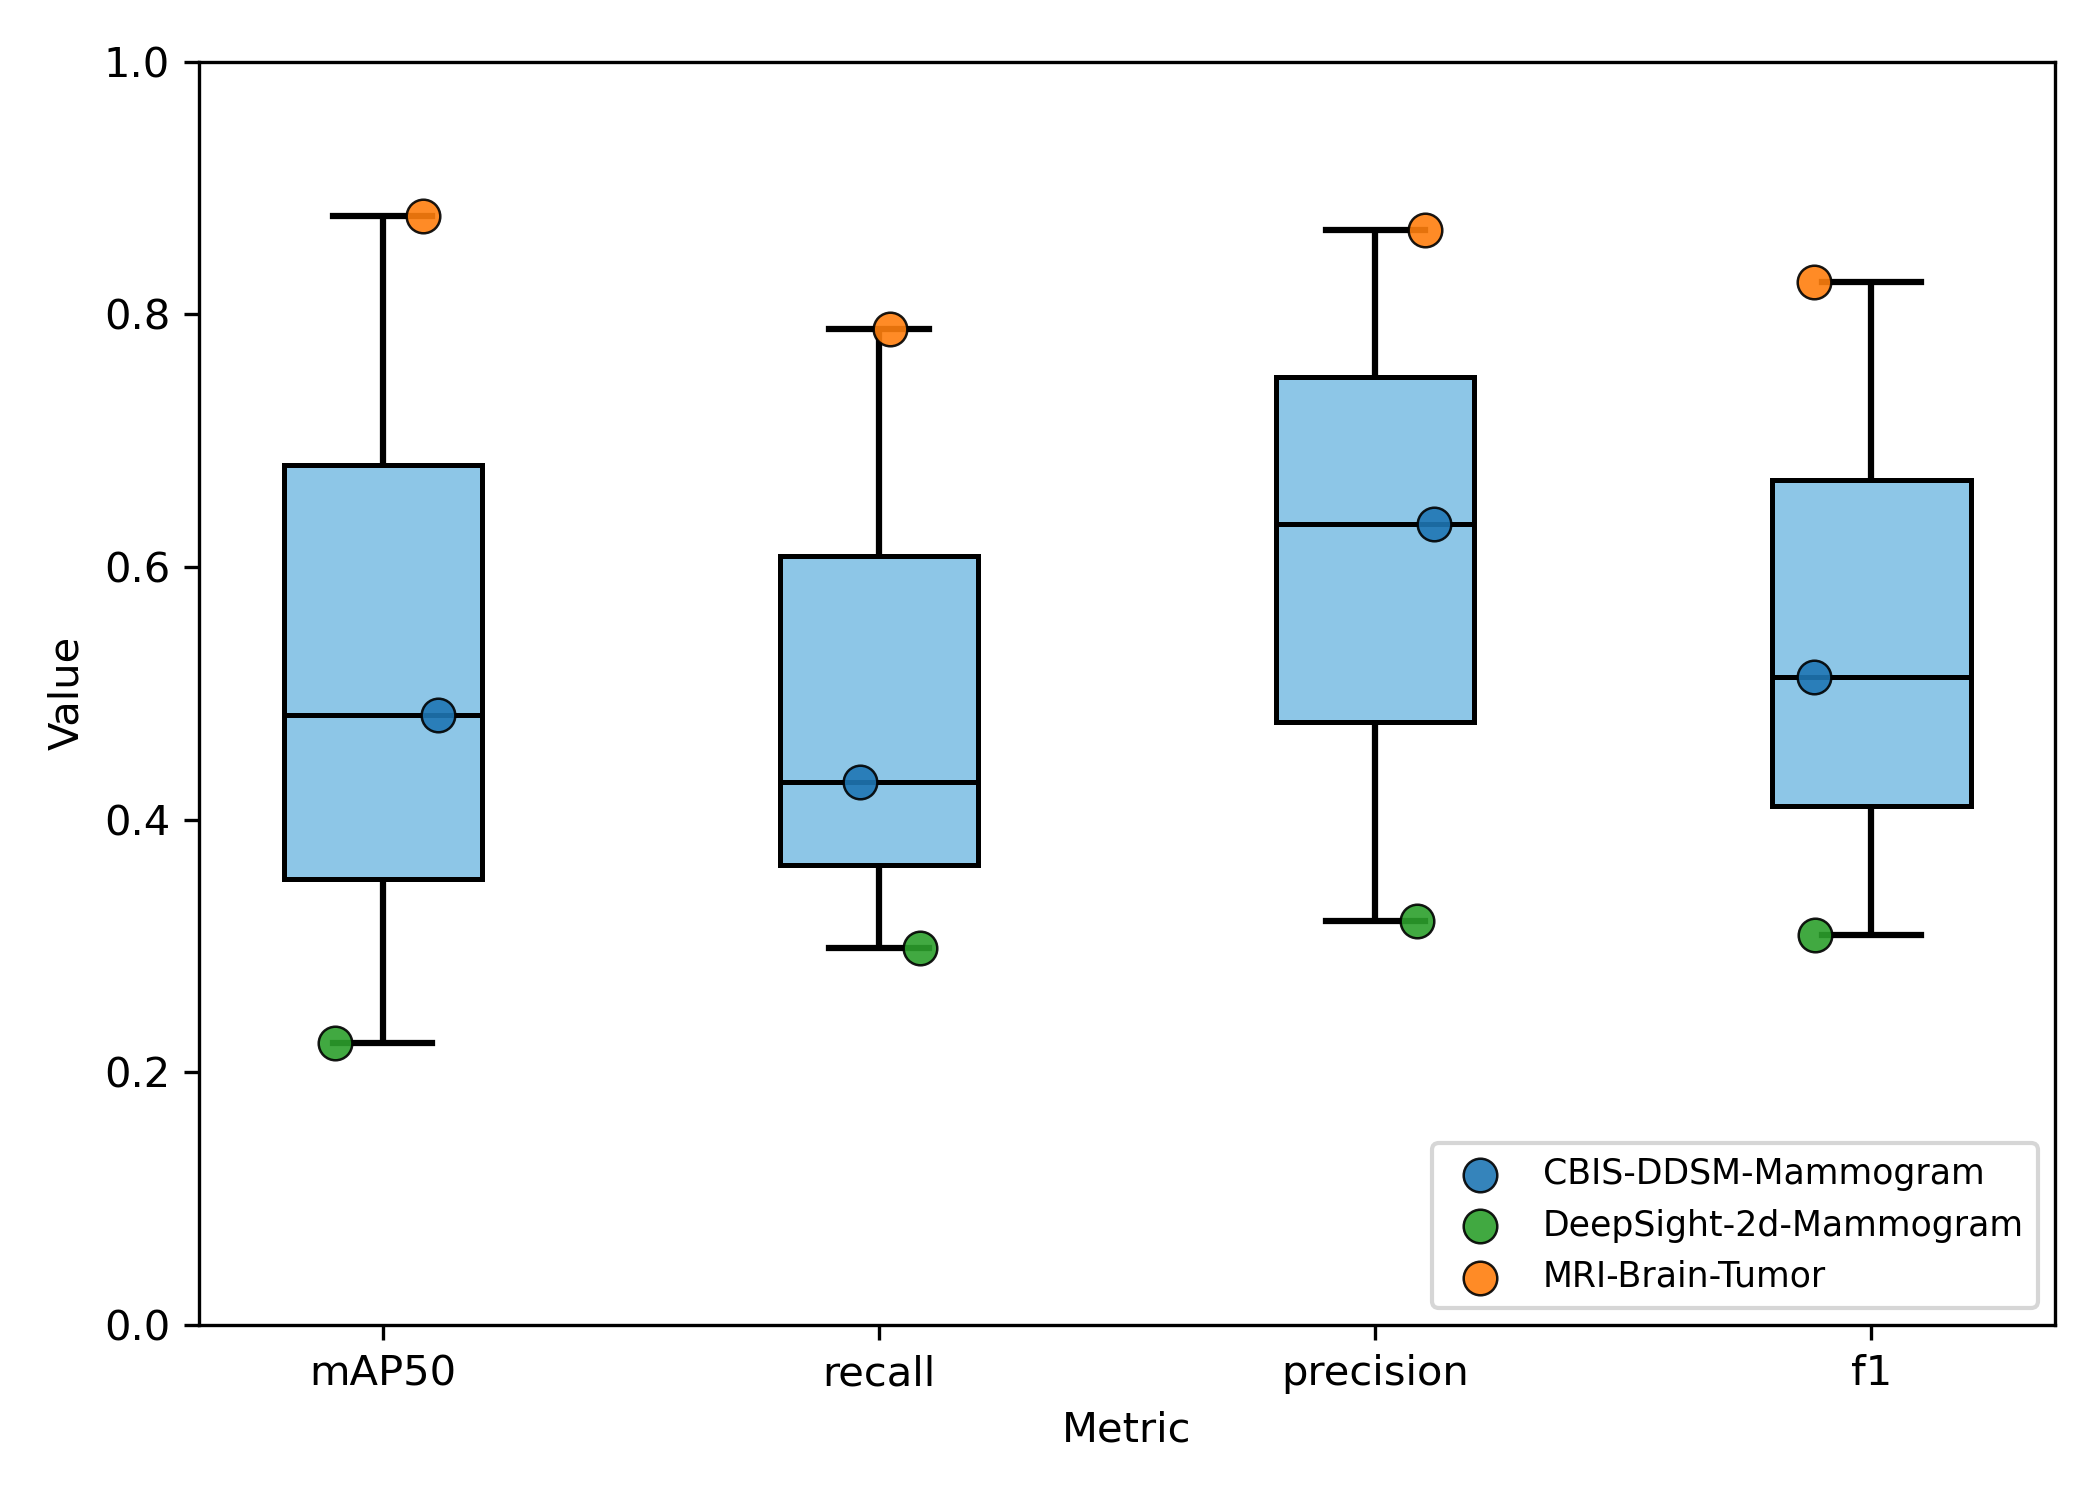 1.0
0.8
0.6
0.4
0.2
0.0
Value
mAP50
recall
precision
f1
Metric
CBIS-DDSM-Mammogram
DeepSight-2d-Mammogram
MRI-Brain-Tumor